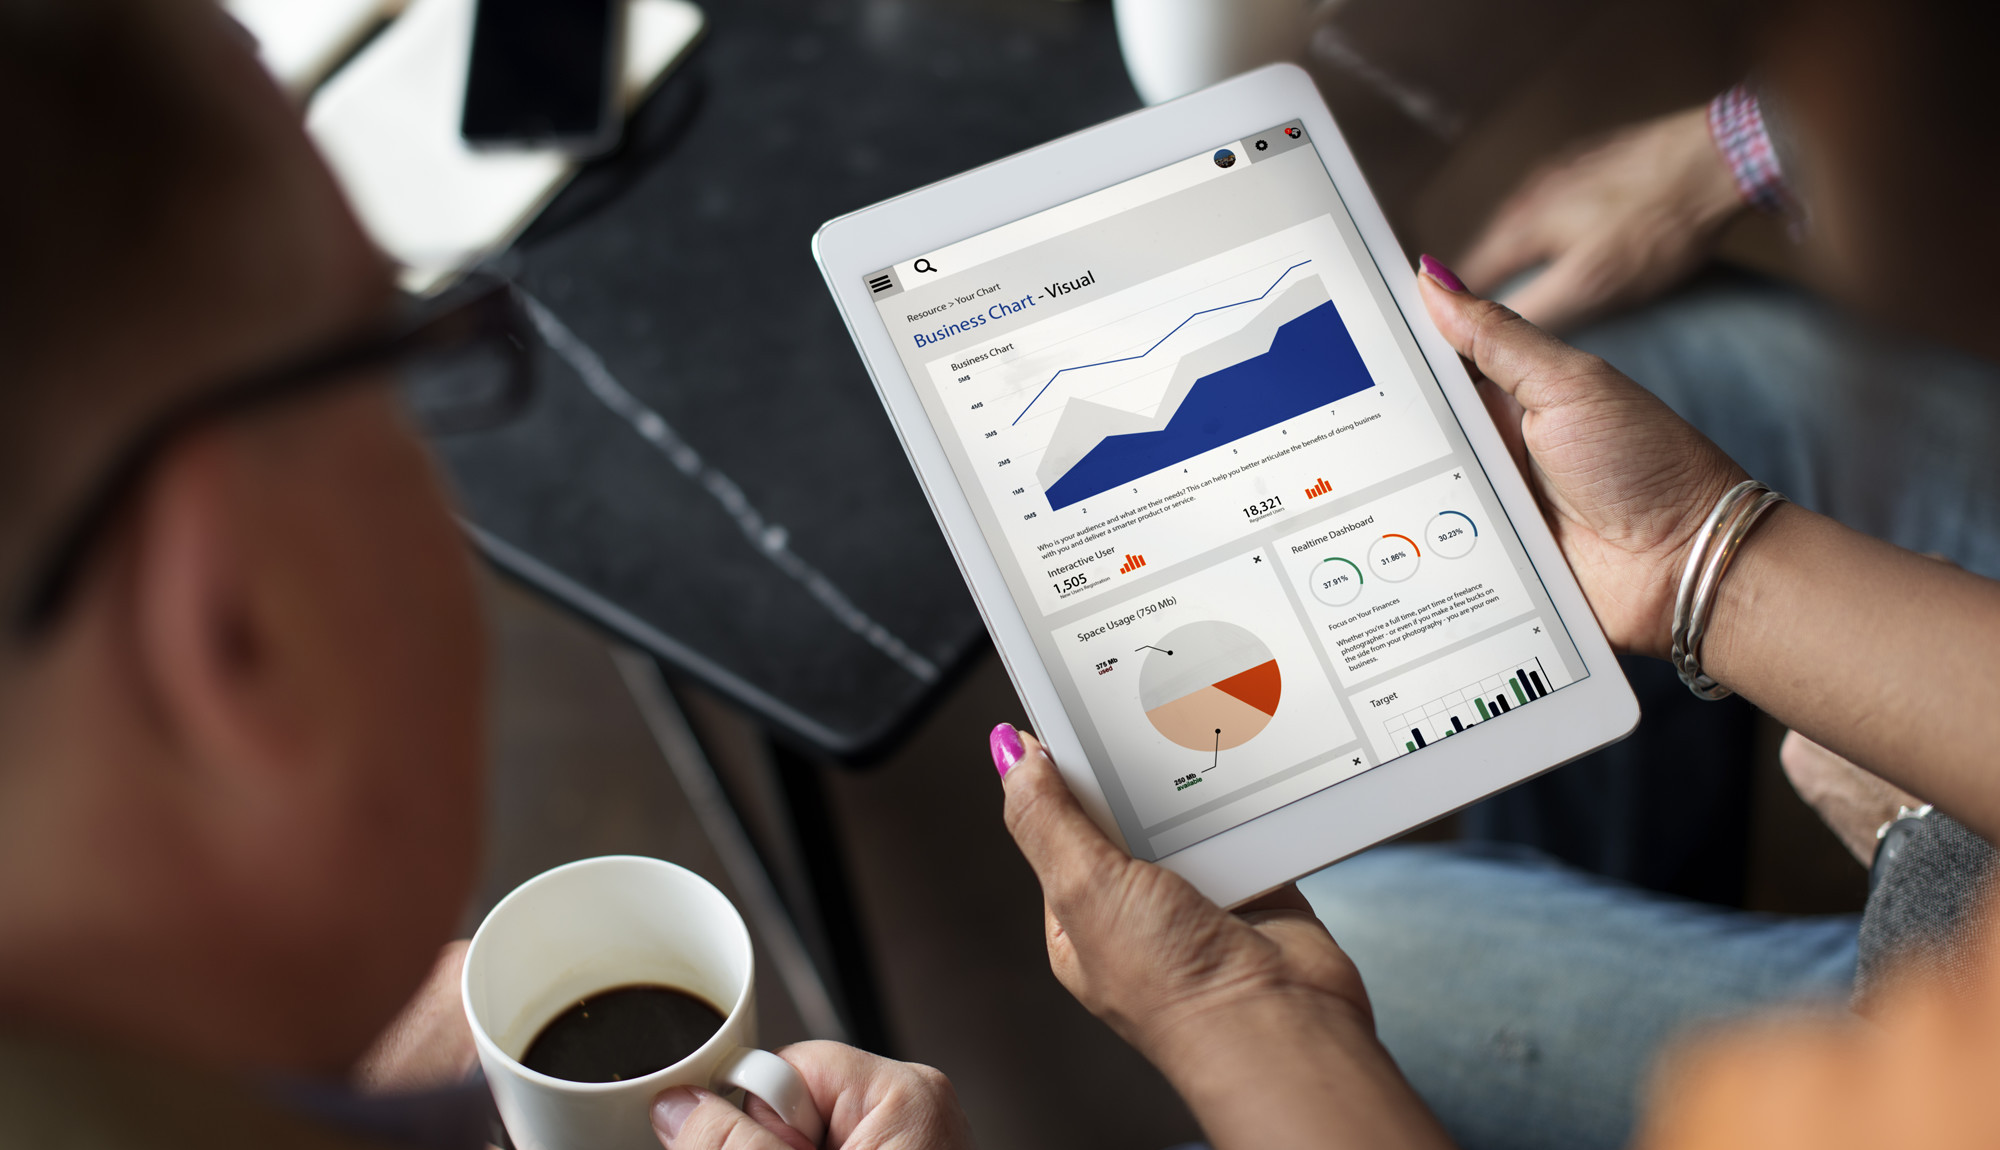 Resource > Your Chart
Business Chart - Visual
Business Chart
5M$
4M$
3M$
2M$
1M$
0M$
2
3
4
5
6
7
8
Who is your audience and what are their needs? This can help you better articulate the benefits of doing business
with you and deliver a smarter product or service.
Interactive User
1,505
New Users Registration
18,321
Registered Users
Space Usage (750 Mb)
375 Mb
used
250 Mb
available
Realtime Dashboard
37.91%
31.86%
30.23%
Focus on Your Finances
Whether you're a full time, part time or freelance
photographer - or even if you make a few bucks on
the side from your photography - you are your own
business.
Target